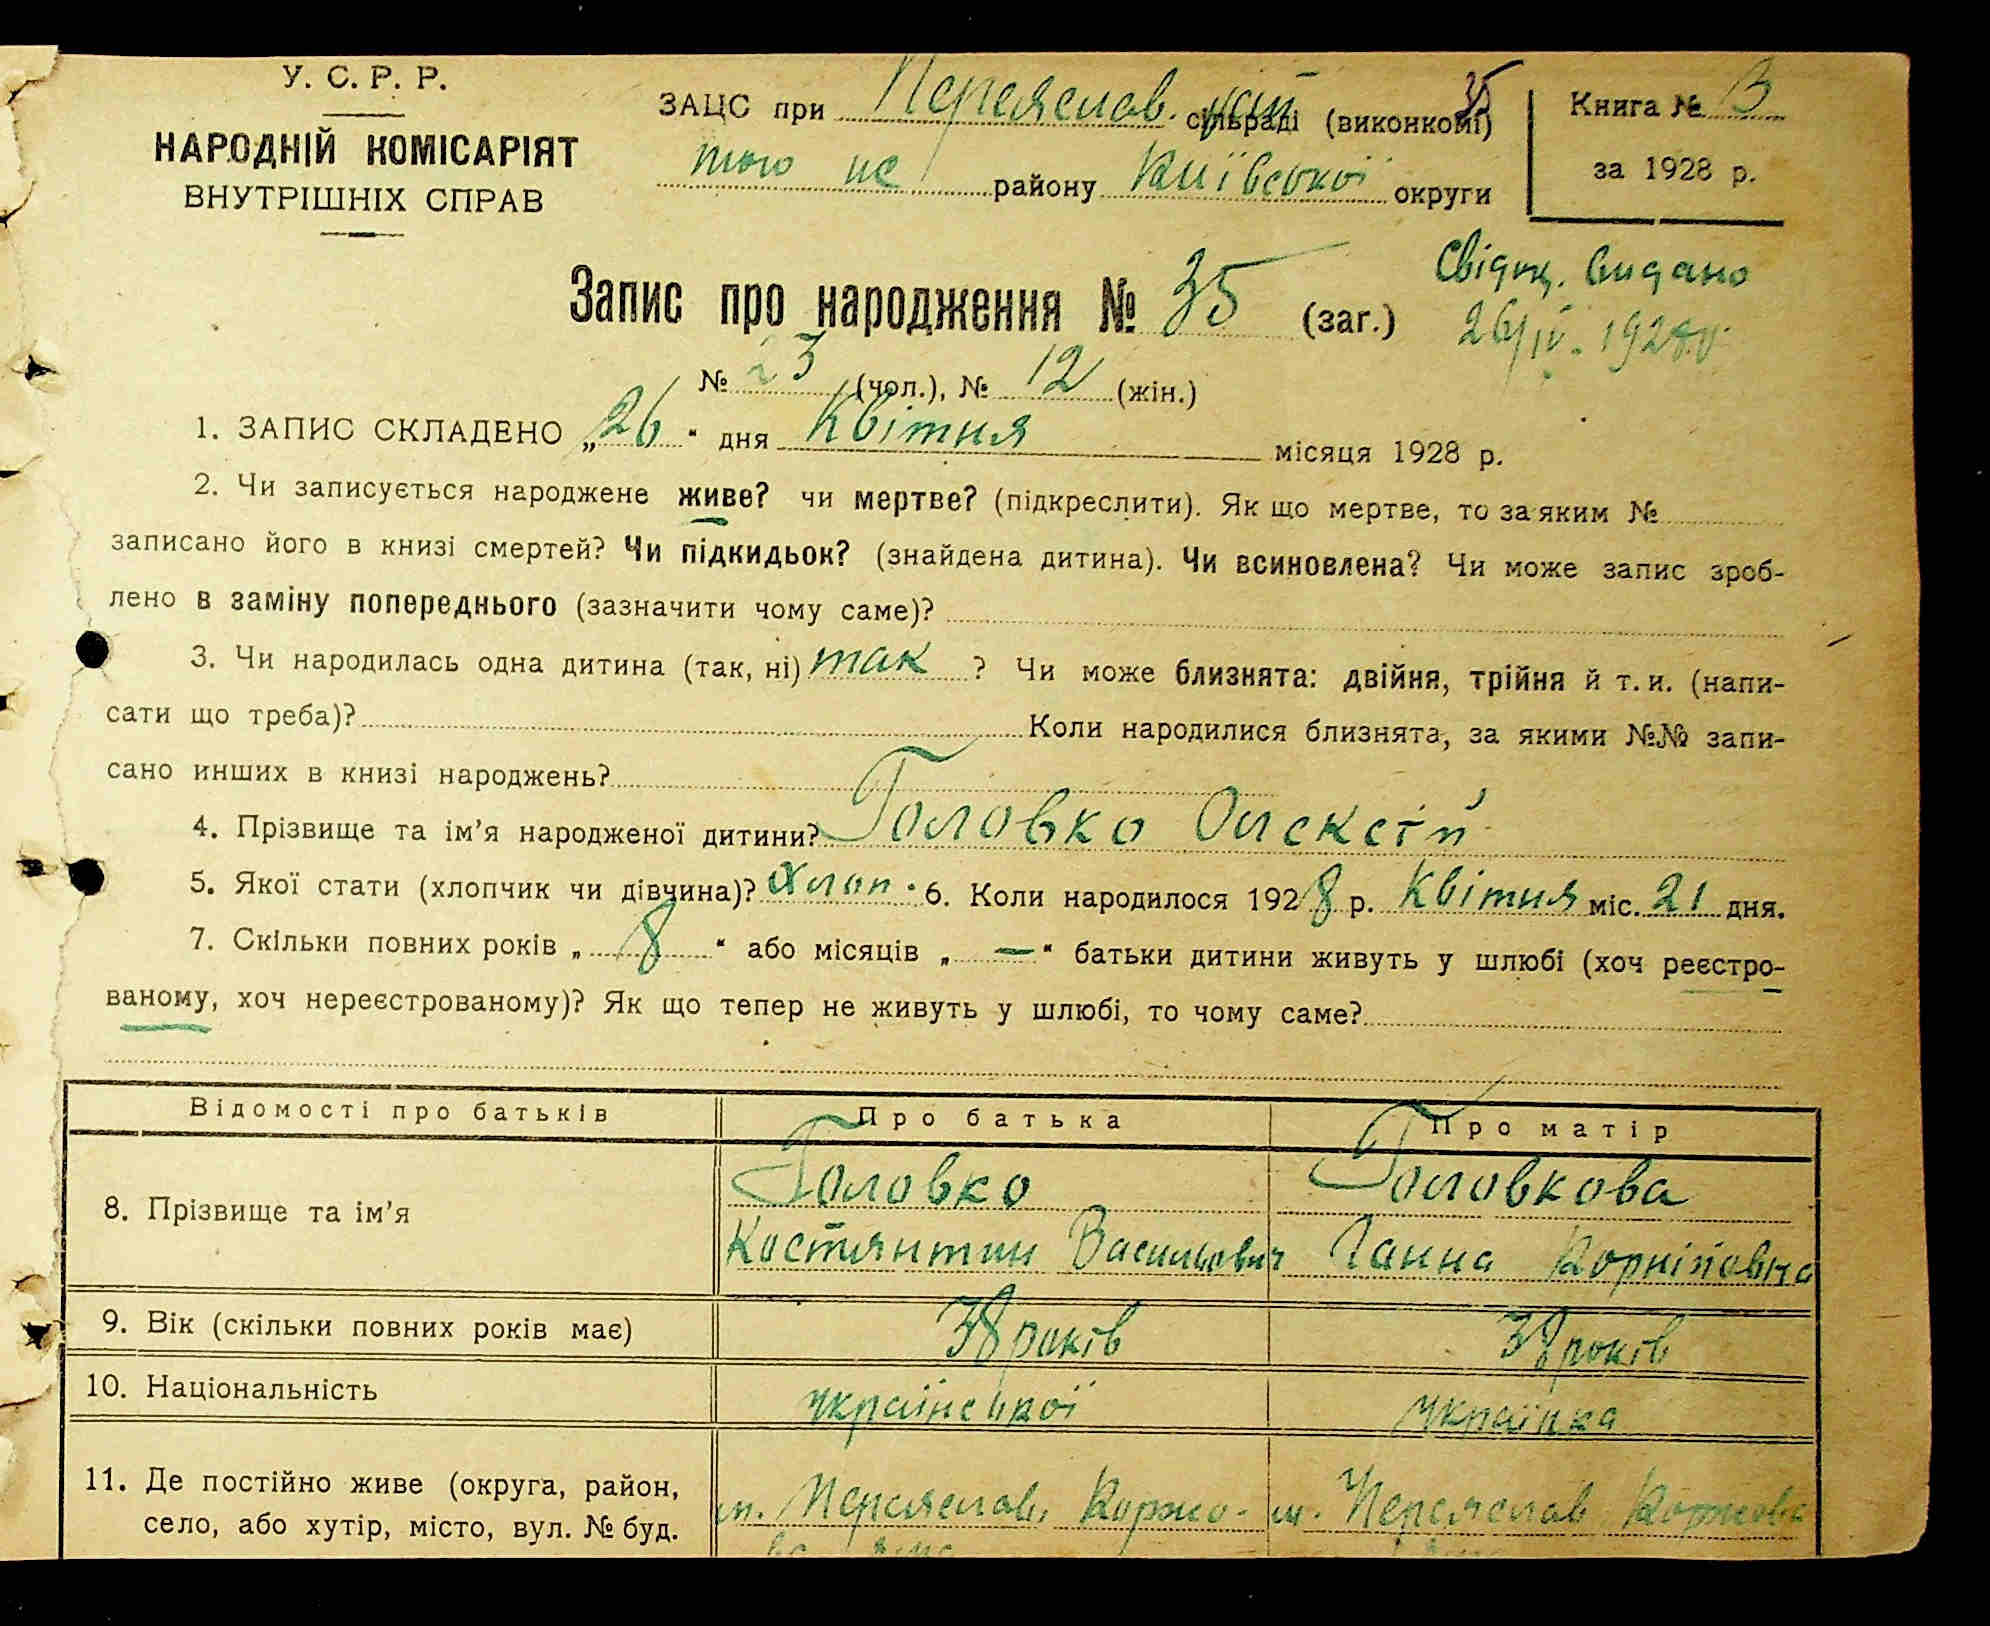 У. С. Р. Р.
НАРОДНІЙ КОМІСАРІЯТ
ВНУТРІШНІХ СПРАВ
ЗАЦС при Переяслав. сільраді (виконкомі)
35
того ж району Київської округи
Книга № 3
за 1928 р.
Запис про народження № 35 (заг.)
Свідоц. видано
26/IV. 1928 р.
№ 23 (чол.), № 12 (жін.)
1. ЗАПИС СКЛАДЕНО „26“ дня Квітня місяця 1928 р.
2. Чи записується народжене живе? чи мертве? (підкреслити). Як що мертве, то за яким №
записано його в книзі смертей? Чи підкидьок? (знайдена дитина). Чи всиновлена? Чи може запис зроб-
лено в заміну попереднього (зазначити чому саме)?
3. Чи народилась одна дитина (так, ні) так ? Чи може близнята: двійня, трійня й т. и. (напи-
сати що треба)? Коли народилися близнята, за якими №№ запи-
сано инших в книзі народжень?
4. Прізвище та ім’я народженої дитини? Головко Олексій
5. Якої стати (хлопчик чи дівчина)? Хлоп. 6. Коли народилося 1928 р. Квітня міс. 21 дня.
7. Скільки повних років „8“ або місяців „—“ батьки дитини живуть у шлюбі (хоч реєстро-
ваному, хоч нереєстрованому)? Як що тепер не живуть у шлюбі, то чому саме?
Відомості про батьків Про батька Про матір
8. Прізвище та ім’я
Головко Головкова
Костянтин Васильович Ганна Корніївна
9. Вік (скільки повних років має) 38 років 38 років
10. Національність української українка
11. Де постійно живе (округа, район,
село, або хутір, місто, вул. № буд.
м. Переяслав, м. Переяслав